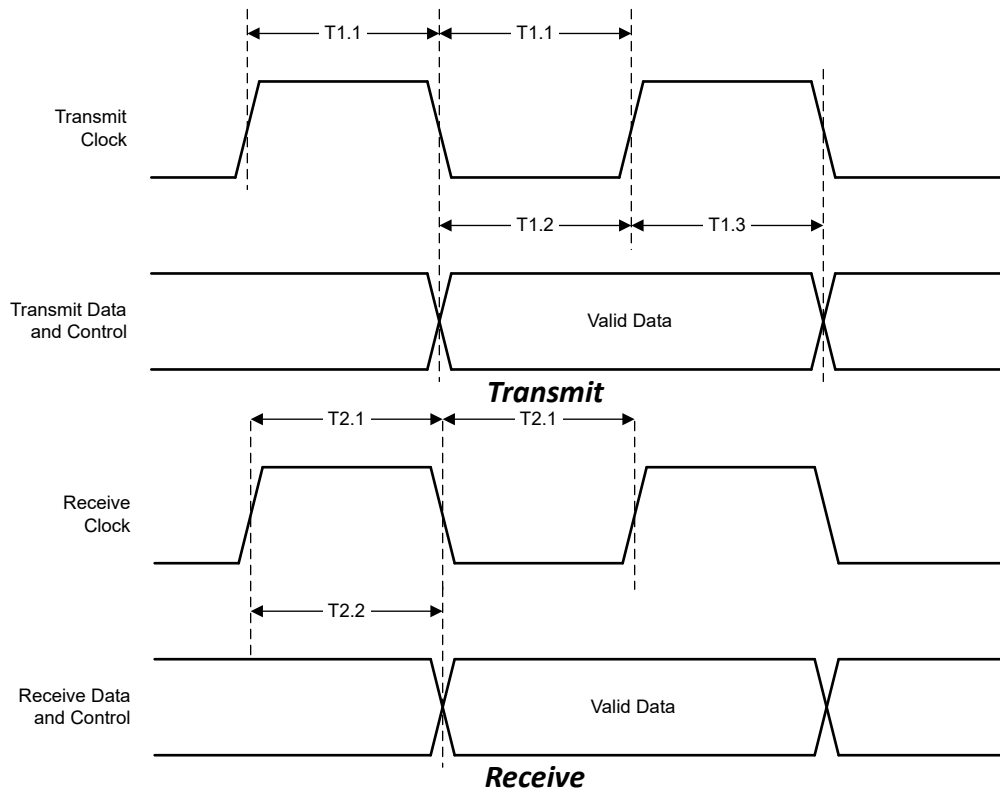 T1.1
T1.1
Transmit
Clock
T1.2
T1.3
Transmit Data
and Control
Valid Data
Transmit
T2.1
T2.1
Receive
Clock
T2.2
Receive Data
and Control
Valid Data
Receive